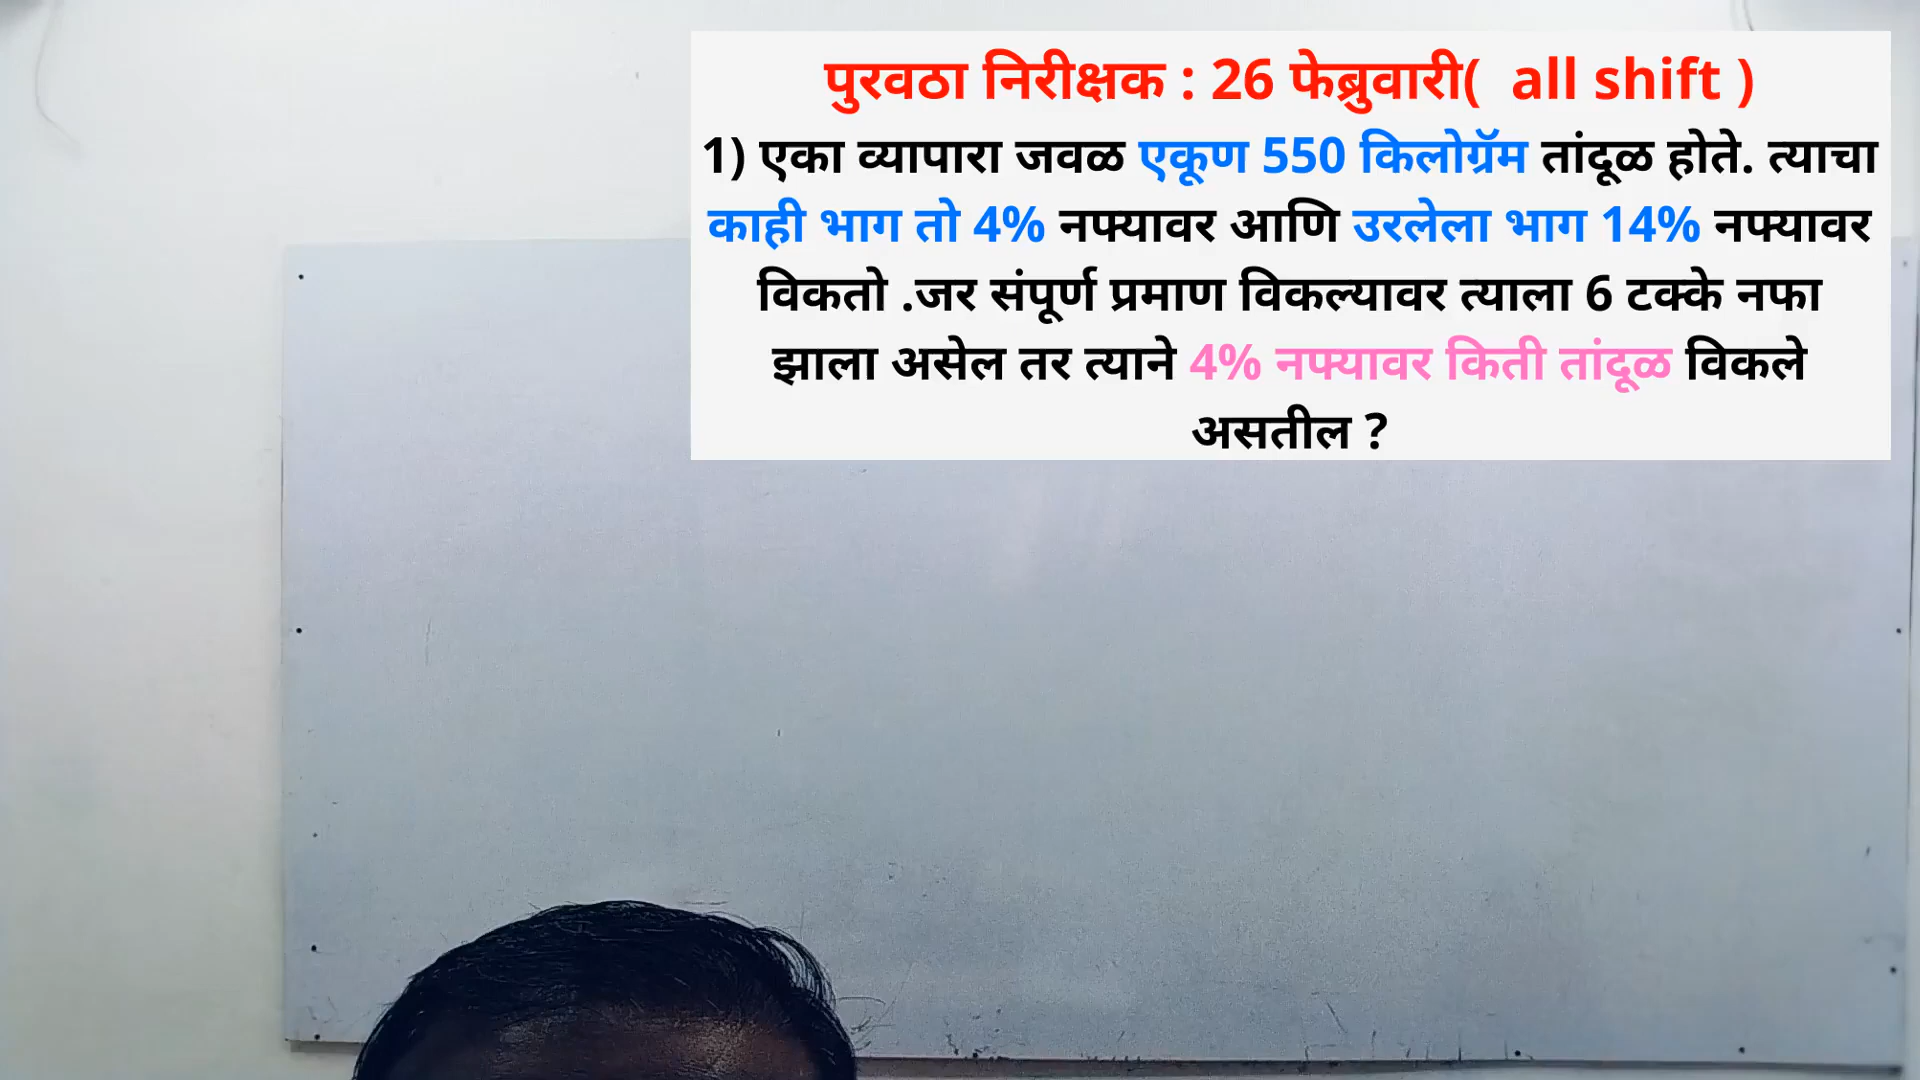 पुरवठा निरीक्षक : 26 फेब्रुवारी(  all shift )
1) एका व्यापारा जवळ एकूण 550 किलोग्रॅम तांदूळ होते. त्याचा
काही भाग तो 4% नफ्यावर आणि उरलेला भाग 14% नफ्यावर
विकतो .जर संपूर्ण प्रमाण विकल्यावर त्याला 6 टक्के नफा
झाला असेल तर त्याने 4% नफ्यावर किती तांदूळ विकले
असतील ?